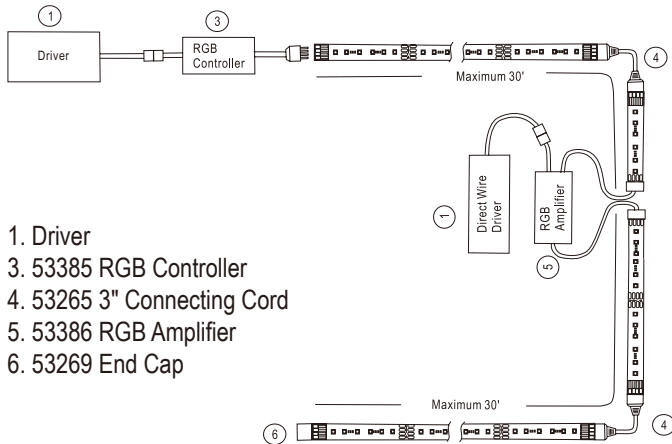 1
3
Driver
RGB
Controller
4
Maximum 30'
1
Direct Wire
Driver
RGB
Amplifier
5
1. Driver
3. 53385 RGB Controller
4. 53265 3" Connecting Cord
5. 53386 RGB Amplifier
6. 53269 End Cap
Maximum 30'
6
4